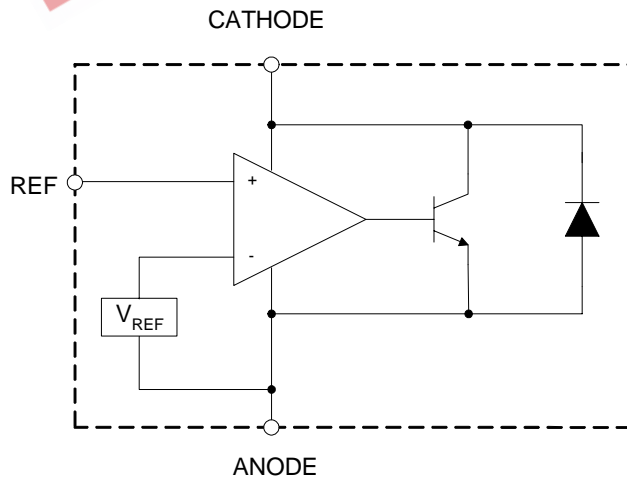 CATHODE
REF
+
-
VREF
ANODE